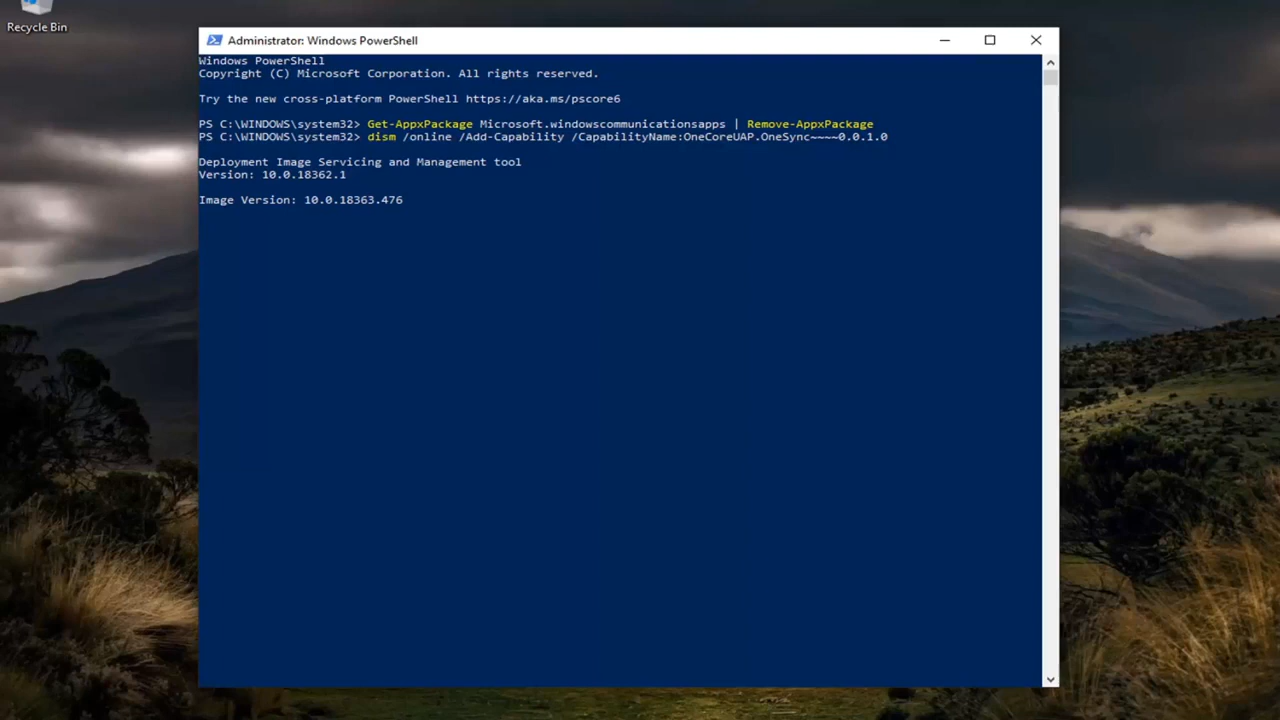 Recycle Bin
Administrator: Windows PowerShell
Windows PowerShell
Copyright (C) Microsoft Corporation. All rights reserved.
Try the new cross-platform PowerShell https://aka.ms/pscore6
PS C:\WINDOWS\system32> Get-AppxPackage Microsoft.windowscommunicationsapps | Remove-AppxPackage
PS C:\WINDOWS\system32> dism /online /Add-Capability /CapabilityName:OneCoreUAP.OneSync~~~~0.0.1.0
Deployment Image Servicing and Management tool
Version: 10.0.18362.1
Image Version: 10.0.18363.476